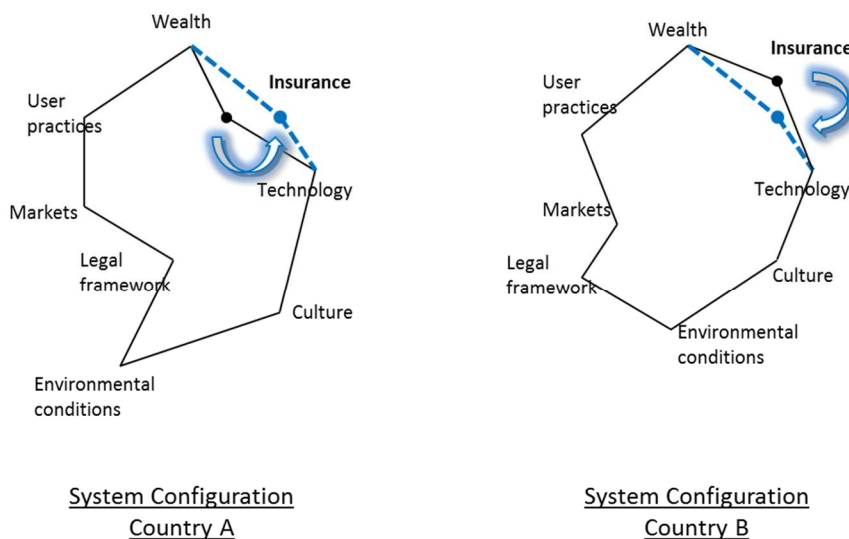 Wealth
Insurance
User
practices
Technology
Markets
Legal
framework
Culture
Environmental
conditions
System Configuration
Country A
Wealth
Insurance
User
practices
Technology
Markets
Legal
framework
Culture
Environmental
conditions
System Configuration
Country B